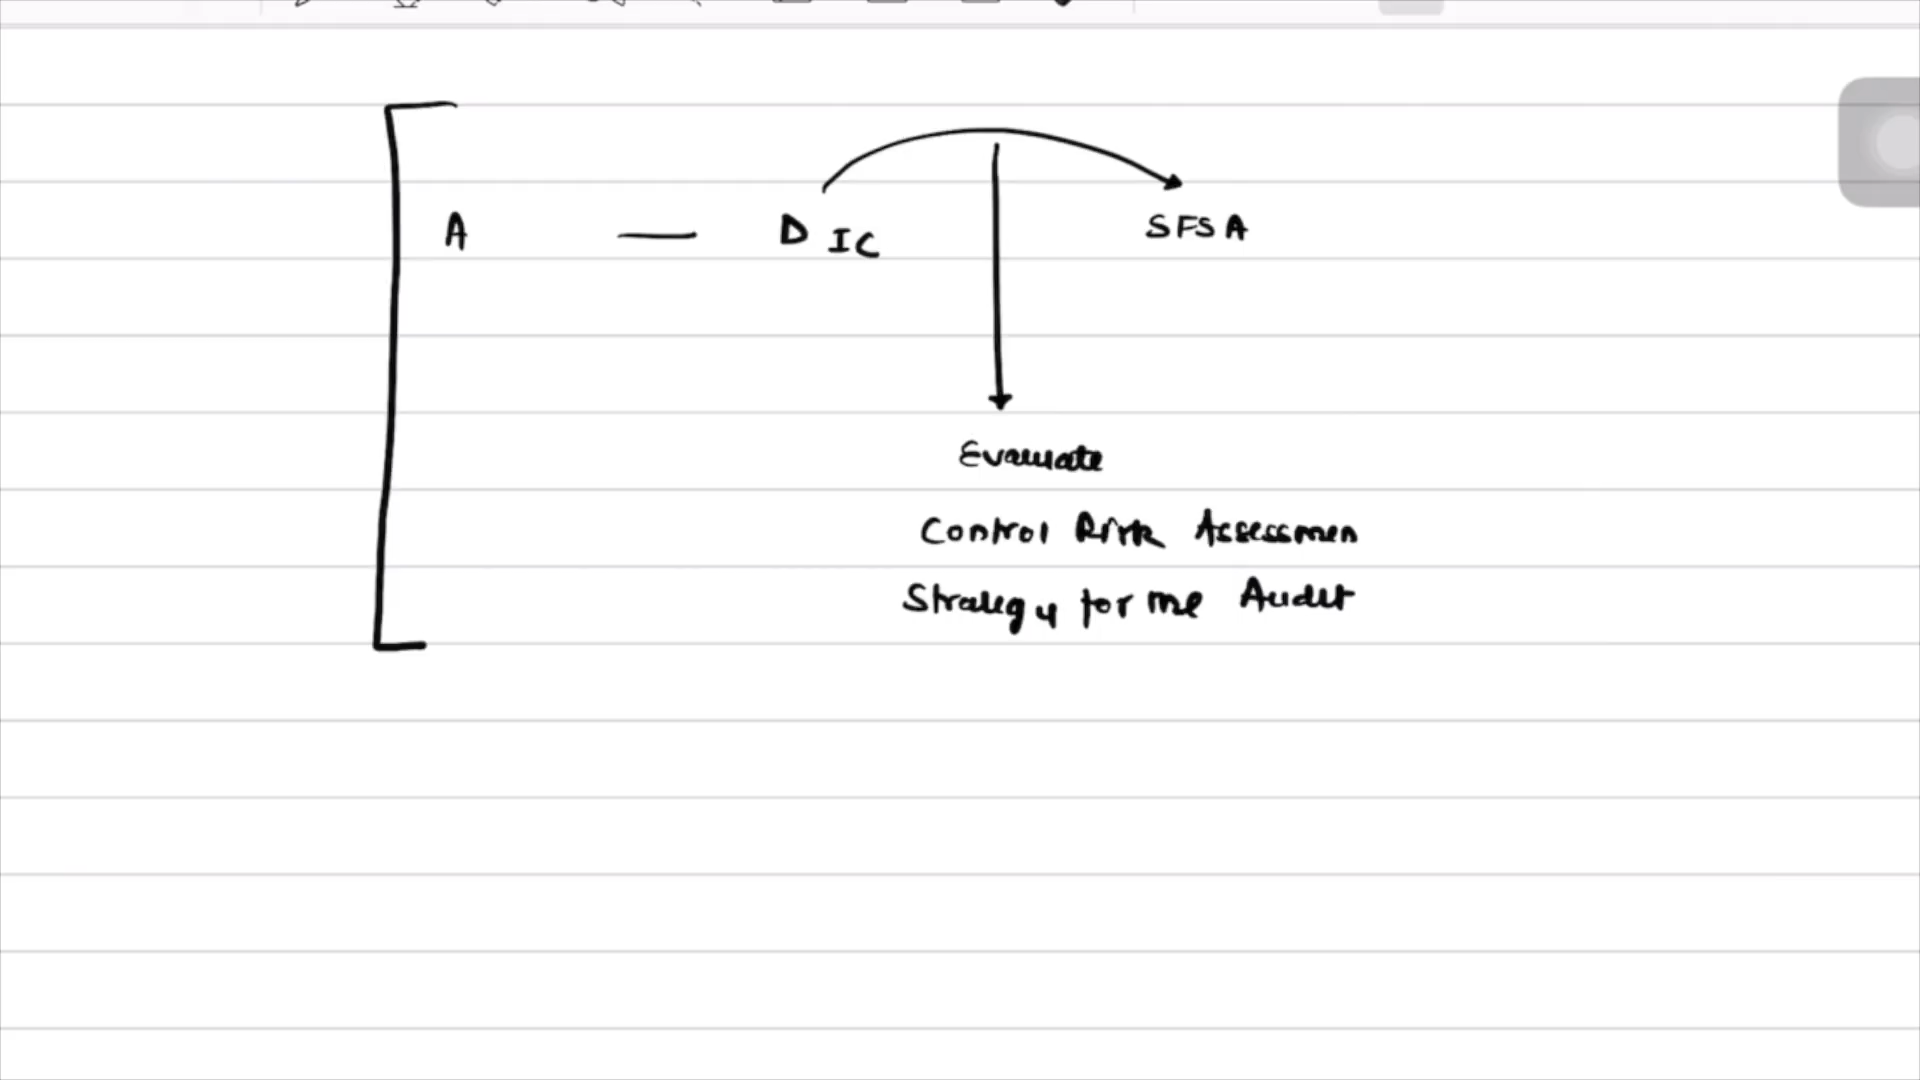 A — D IC SFSA
Evaluate
Control Risk Assessmen
Strategy for the Audit